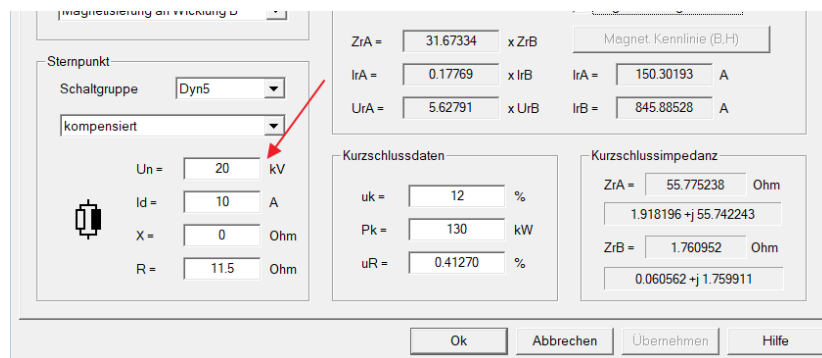 Magnetisierung an Wicklung B
ZrA = 31.67334 x ZrB
Magnet. Kennlinie (B,H)
IrA = 0.17769 x IrB IrA = 150.30193 A
UrA = 5.62791 x UrB IrB = 845.88528 A
Sternpunkt
Schaltgruppe Dyn5
kompensiert
Un = 20 kV
Id = 10 A
X = 0 Ohm
R = 11.5 Ohm
Kurzschlussdaten
uk = 12 %
Pk = 130 kW
uR = 0.41270 %
Kurzschlussimpedanz
ZrA = 55.775238 Ohm
1.918196 +j 55.742243
ZrB = 1.760952 Ohm
0.060562 +j 1.759911
Ok Abbrechen Übernehmen Hilfe